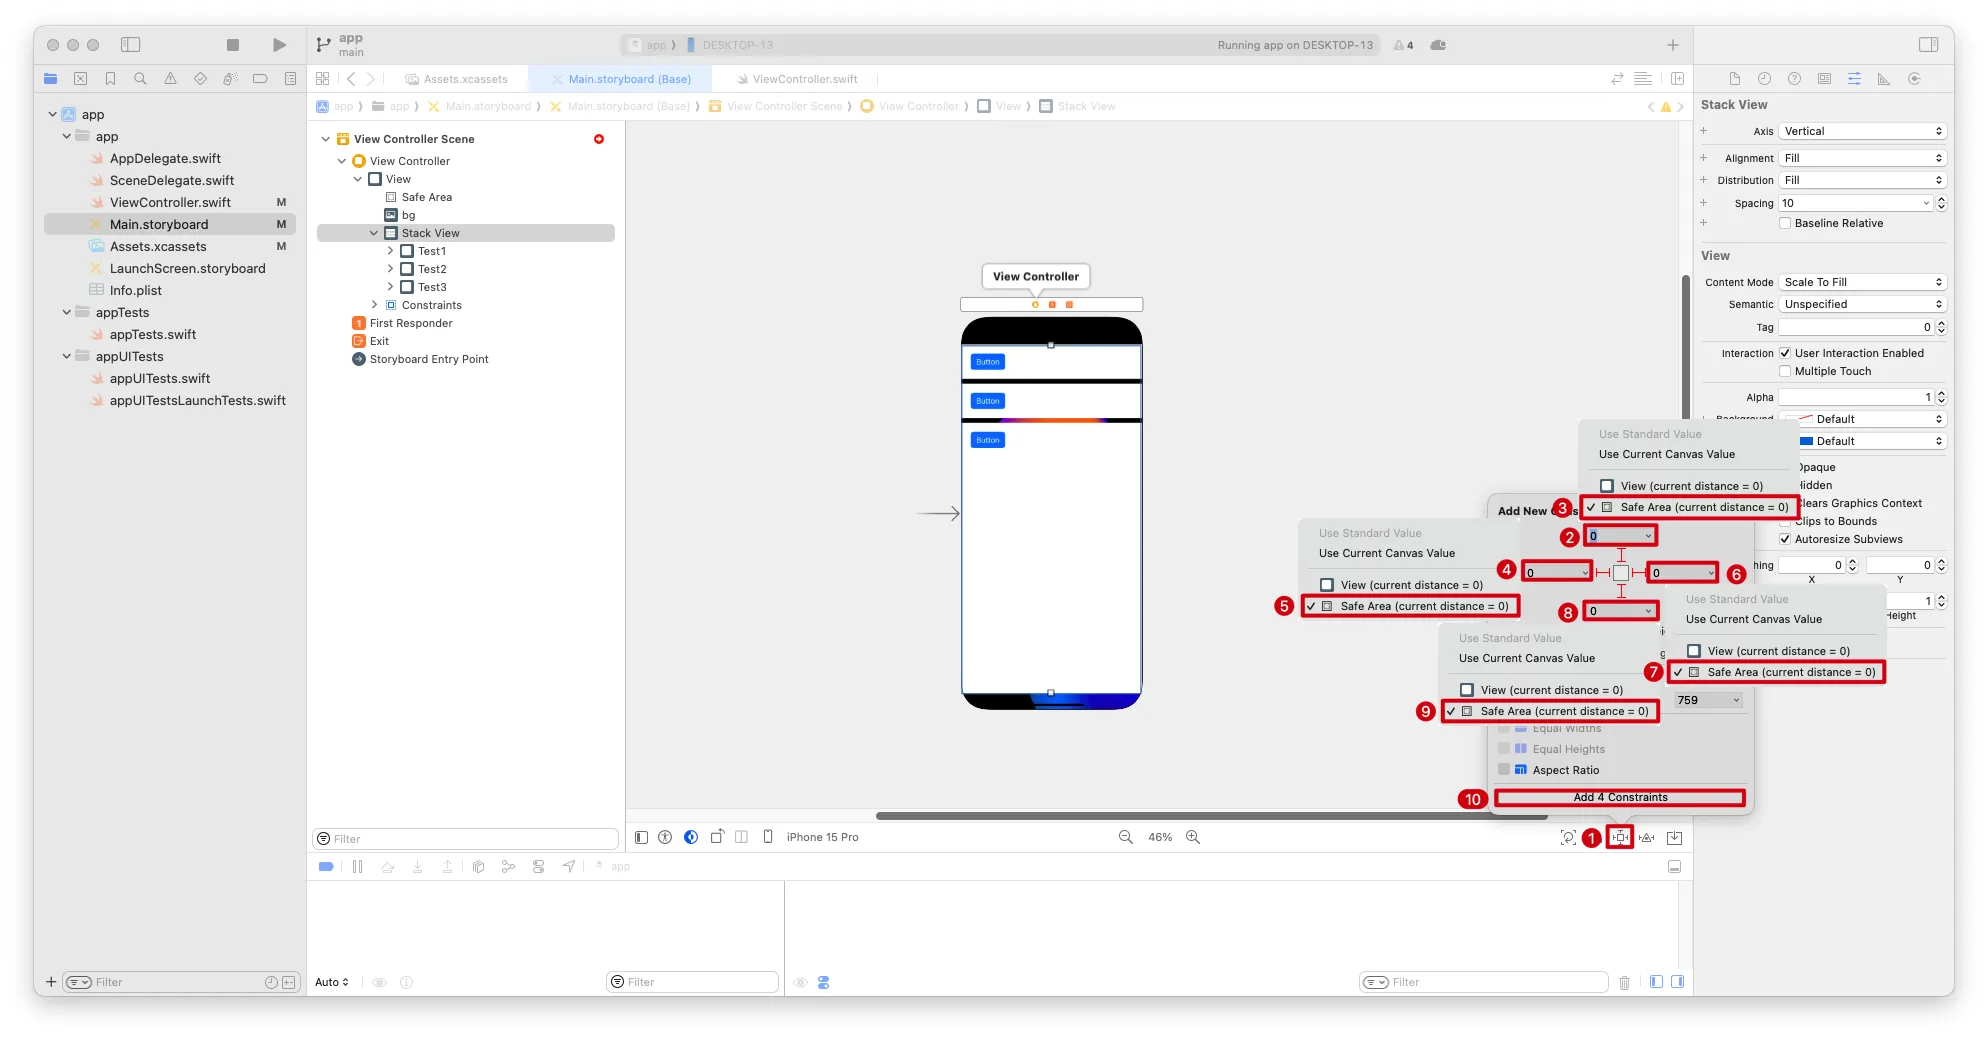 app
main
app
DESKTOP-13
Running app on DESKTOP-13
4
Assets.xcassets
Main.storyboard (Base)
ViewController.swift
app
app
Main.storyboard
Main.storyboard (Base)
View Controller Scene
View Controller
View
Stack View
app
app
AppDelegate.swift
SceneDelegate.swift
ViewController.swift M
Main.storyboard M
Assets.xcassets M
LaunchScreen.storyboard
Info.plist
appTests
appTests.swift
appUITests
appUITests.swift
appUITestsLaunchTests.swift
Filter
View Controller Scene
View Controller
View
Safe Area
bg
Stack View
Test1
Test2
Test3
Constraints
1 First Responder
Exit
Storyboard Entry Point
Filter
View Controller
Button
Button
Button
iPhone 15 Pro
46%
1
Add New
2
0
Use Standard Value
Use Current Canvas Value
View (current distance = 0)
3
Safe Area (current distance = 0)
4
0
Use Standard Value
Use Current Canvas Value
View (current distance = 0)
5
Safe Area (current distance = 0)
6
0
Use Standard Value
Use Current Canvas Value
View (current distance = 0)
7
Safe Area (current distance = 0)
8
0
Use Standard Value
Use Current Canvas Value
View (current distance = 0)
9
Safe Area (current distance = 0)
759
Equal Widths
Equal Heights
Aspect Ratio
10
Add 4 Constraints
app
Auto
Filter
Filter
Stack View
Axis Vertical
Alignment Fill
Distribution Fill
Spacing 10
Baseline Relative
View
Content Mode Scale To Fill
Semantic Unspecified
Tag 0
Interaction User Interaction Enabled
Multiple Touch
Alpha 1
Background Default
Default
Opaque
Hidden
Clears Graphics Context
Clips to Bounds
Autoresize Subviews
hing 0 0
X Y
1
Height